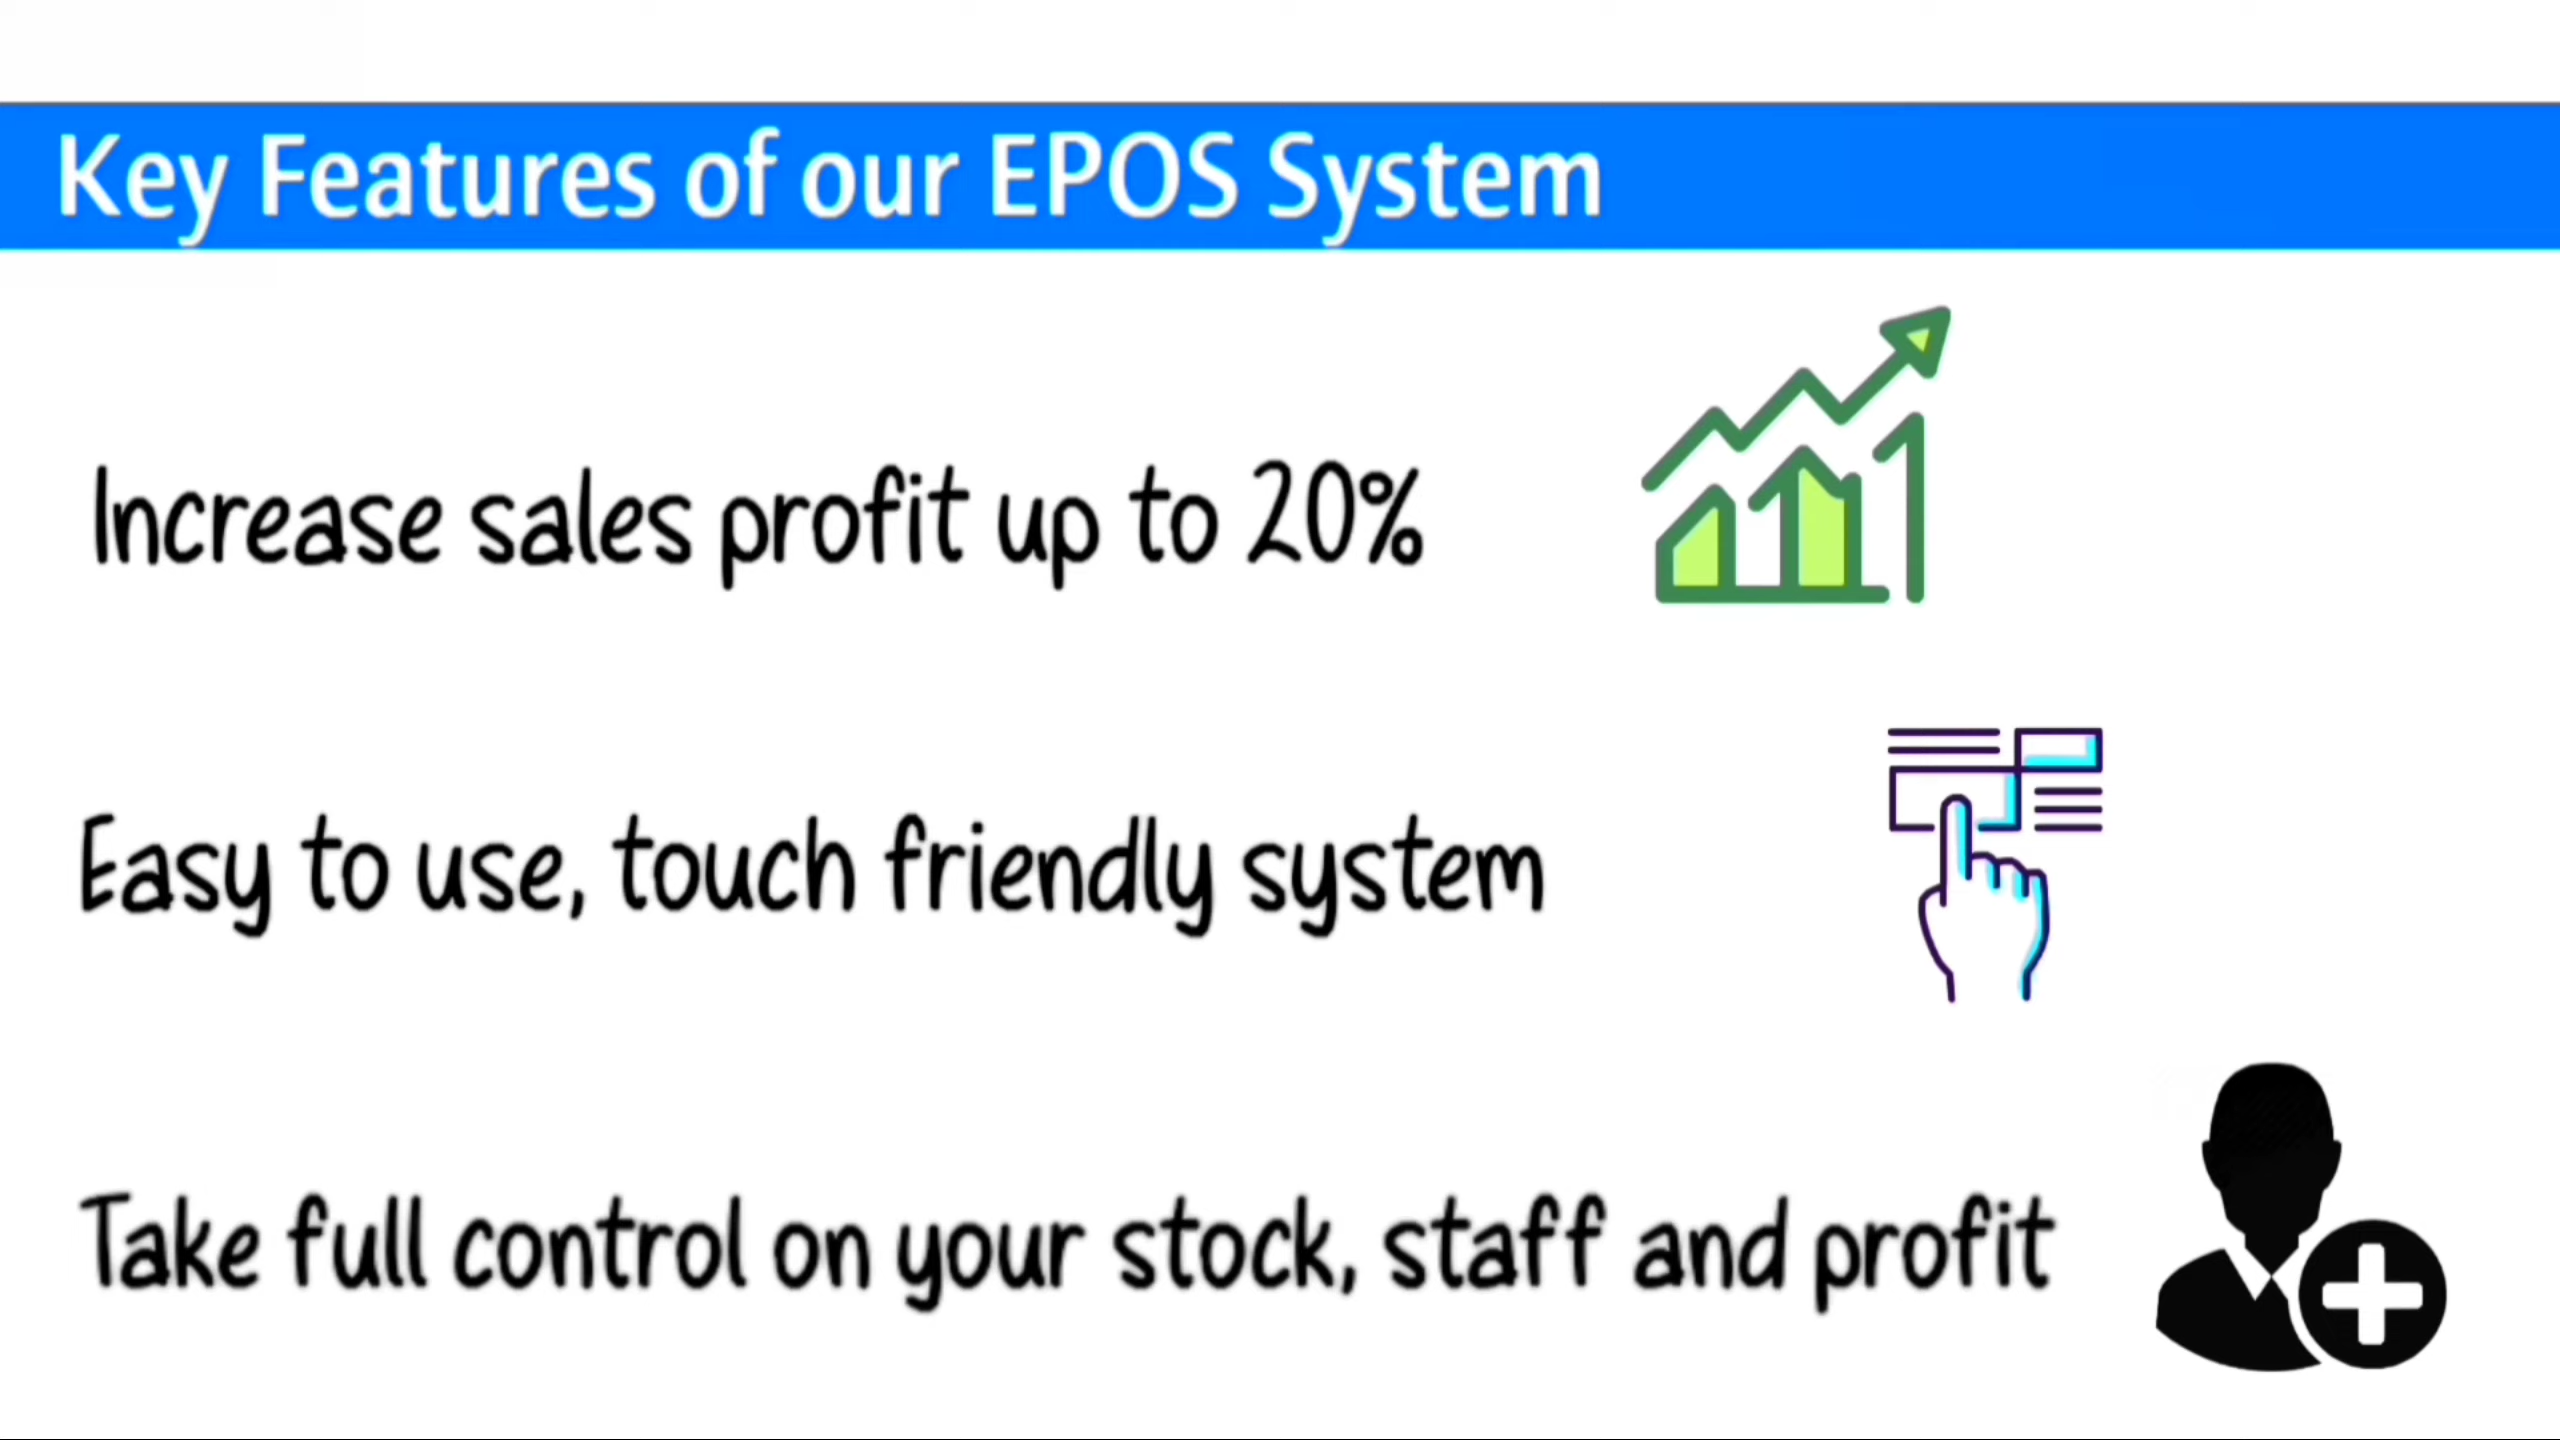 Key Features of our EPOS System
Increase sales profit up to 20%
Easy to use, touch friendly system
Take full control on your stock, staff and profit